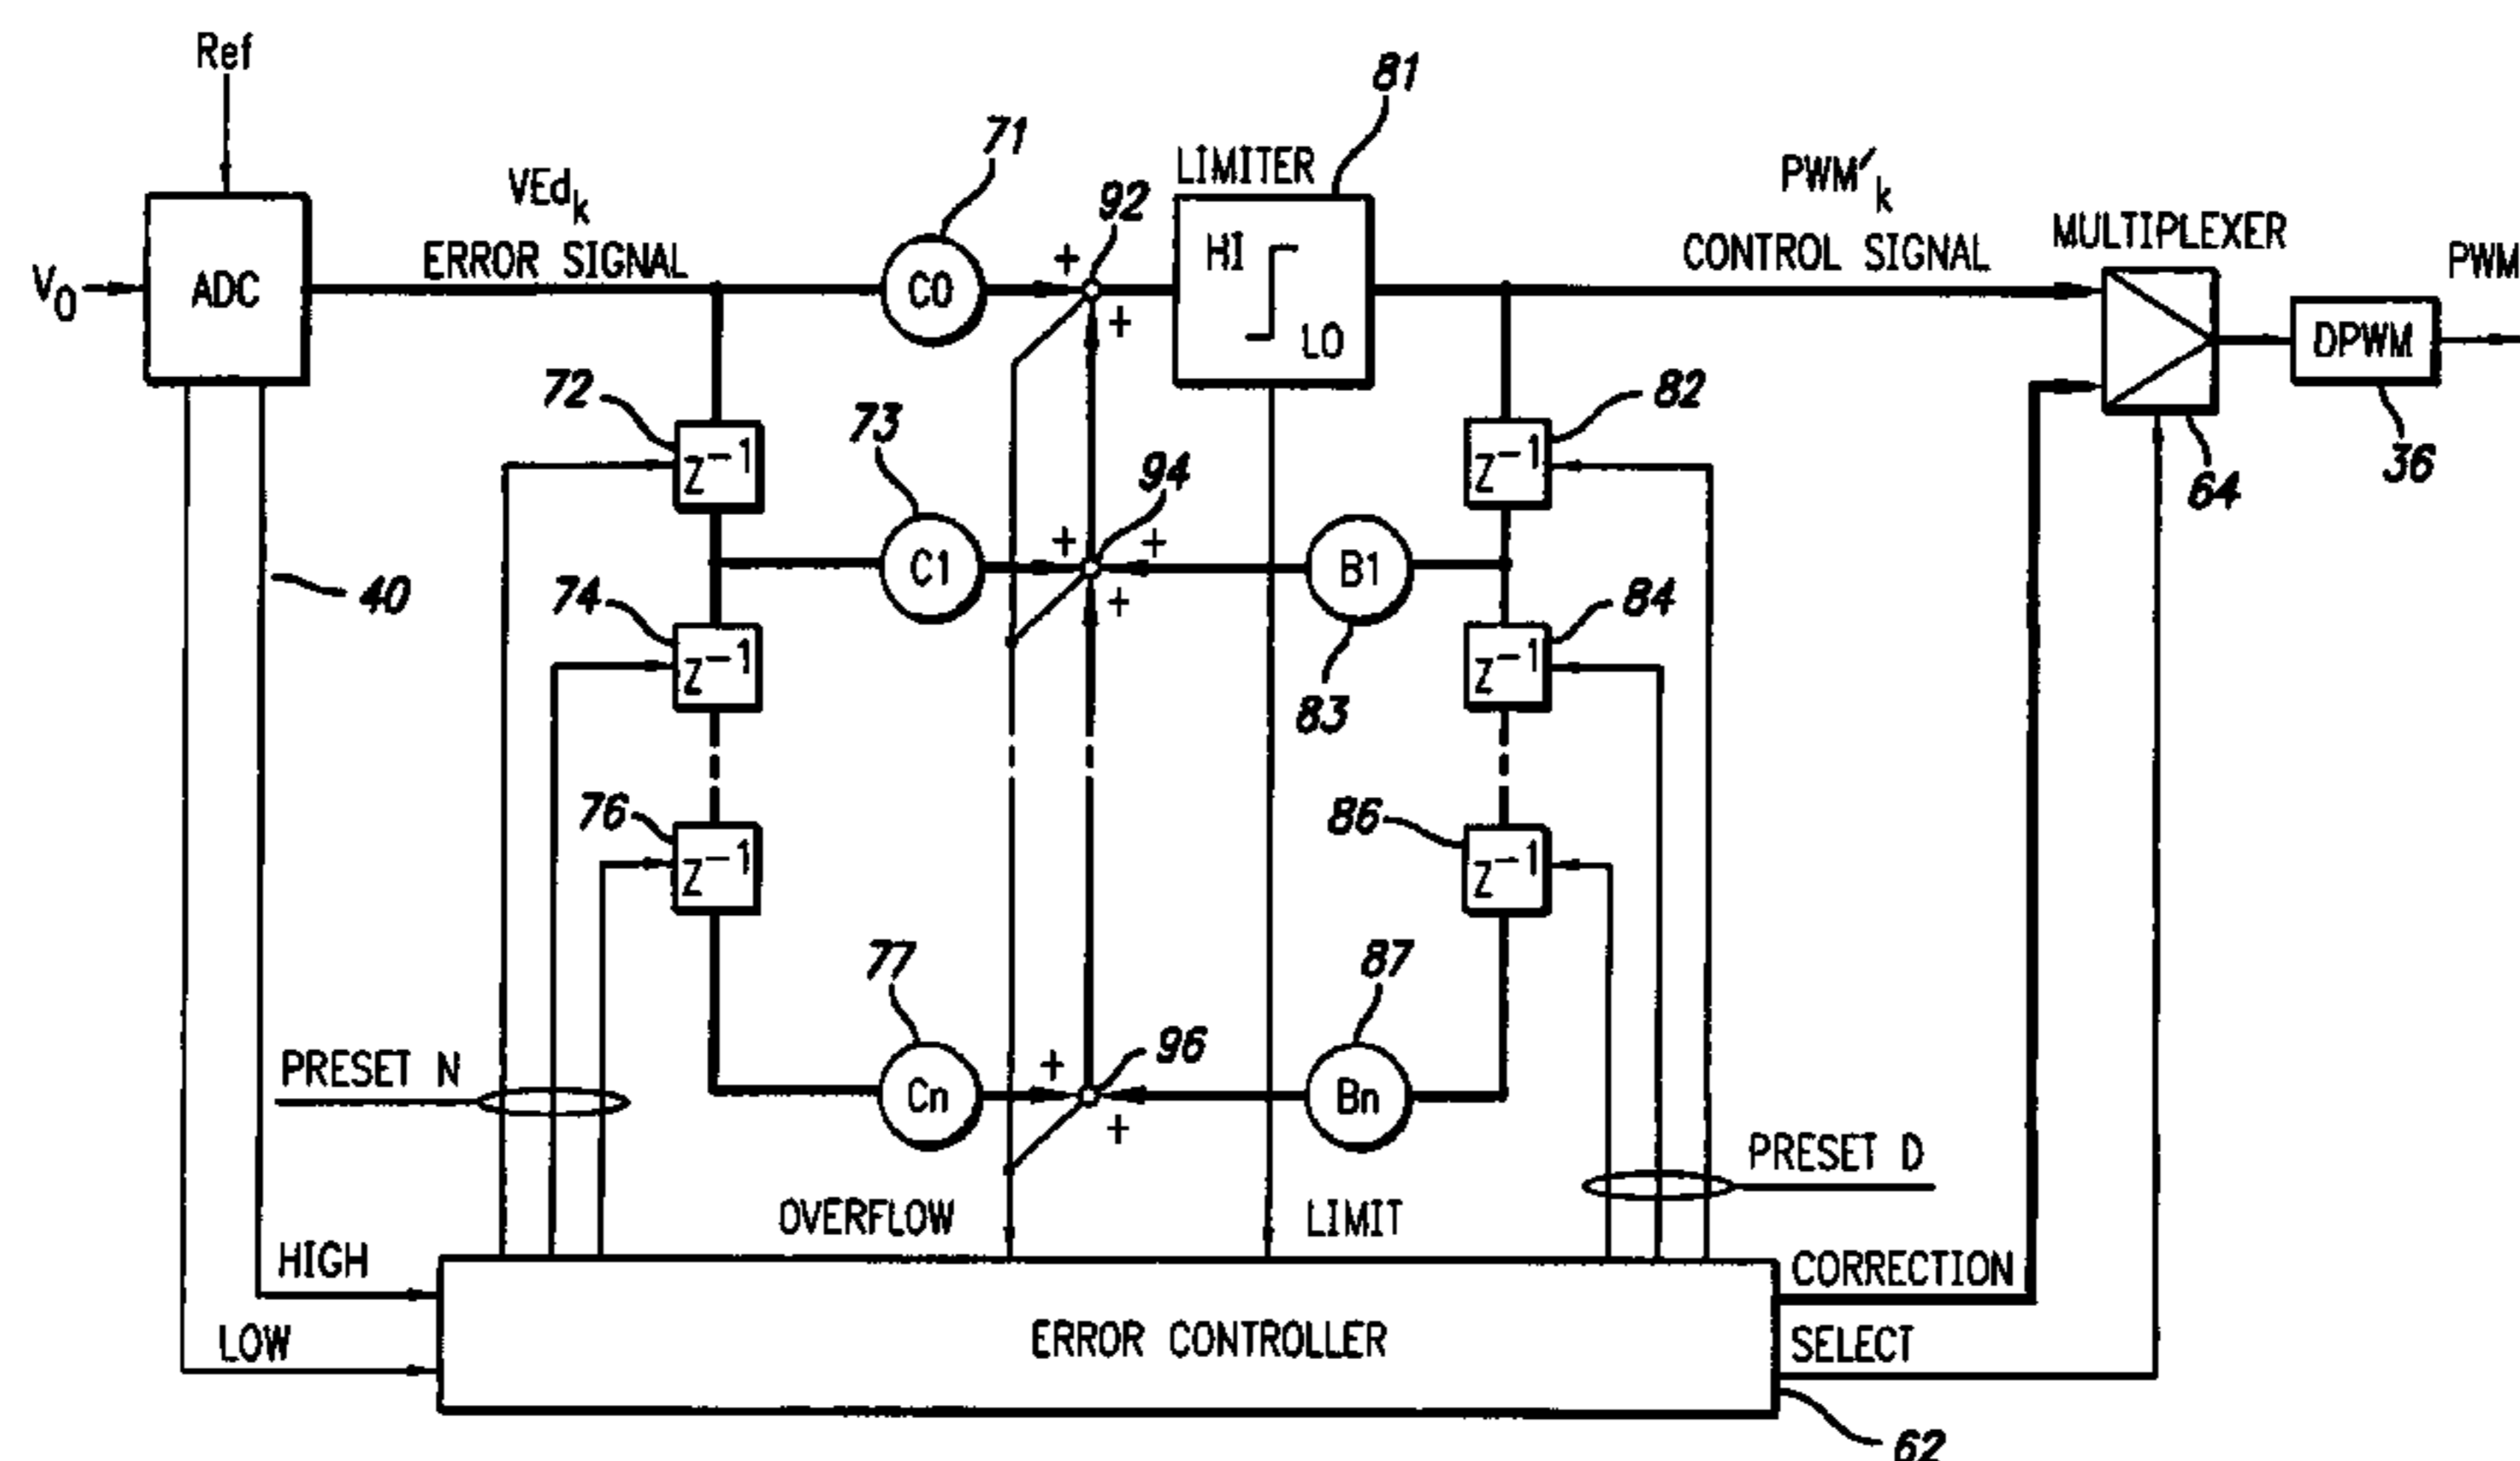 Ref
81
71
LIMITER
VEdk
92
PWM′k
MULTIPLEXER
ERROR SIGNAL
+
HI
CONTROL SIGNAL
PWM
V0
ADC
C0
+
LO
DPWM
72
73
82
36
z−1
94
z−1
64
C1
+
+
B1
40
74
+
84
z−1
83
z−1
76
86
z−1
z−1
77
87
PRESET N
Cn
+
96
Bn
+
PRESET D
OVERFLOW
LIMIT
HIGH
CORRECTION
LOW
ERROR CONTROLLER
SELECT
62